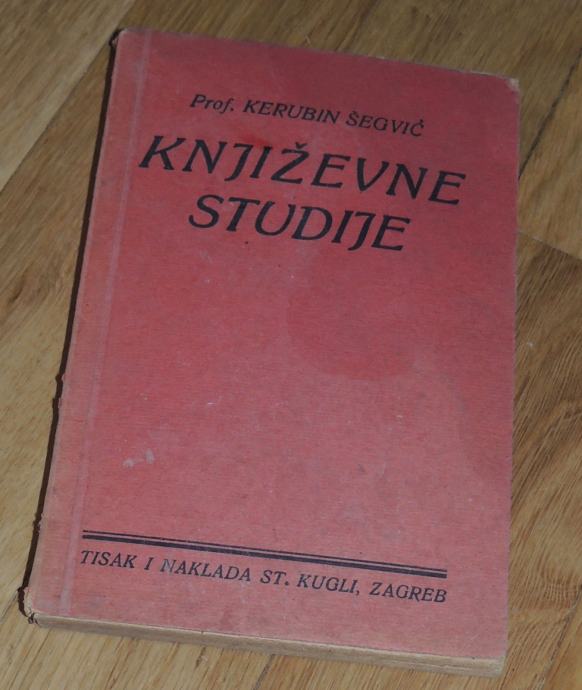 Prof. KERUBIN ŠEGVIĆ
KNJIŽEVNE
STUDIJE
TISAK I NAKLADA ST. KUGLI, ZAGREB